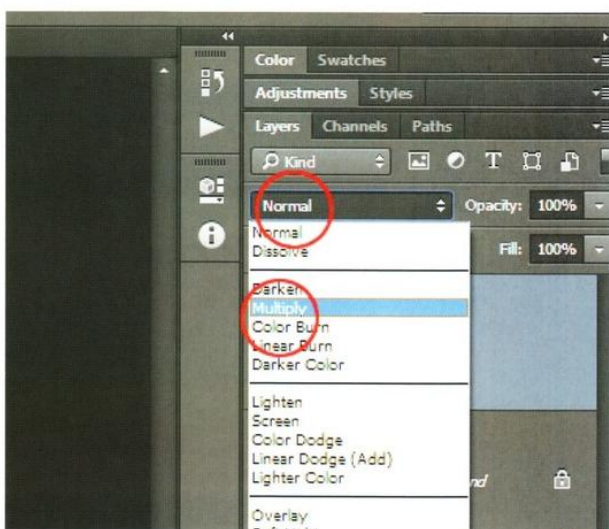 Color Swatches
Adjustments Styles
Layers Channels Paths
Kind T
Normal Opacity: 100%
Normal
Dissolve Fill: 100%
Darken
Multiply
Color Burn
Linear Burn
Darker Color
Lighten
Screen
Color Dodge
Linear Dodge (Add)
Lighter Color
nd
Overlay